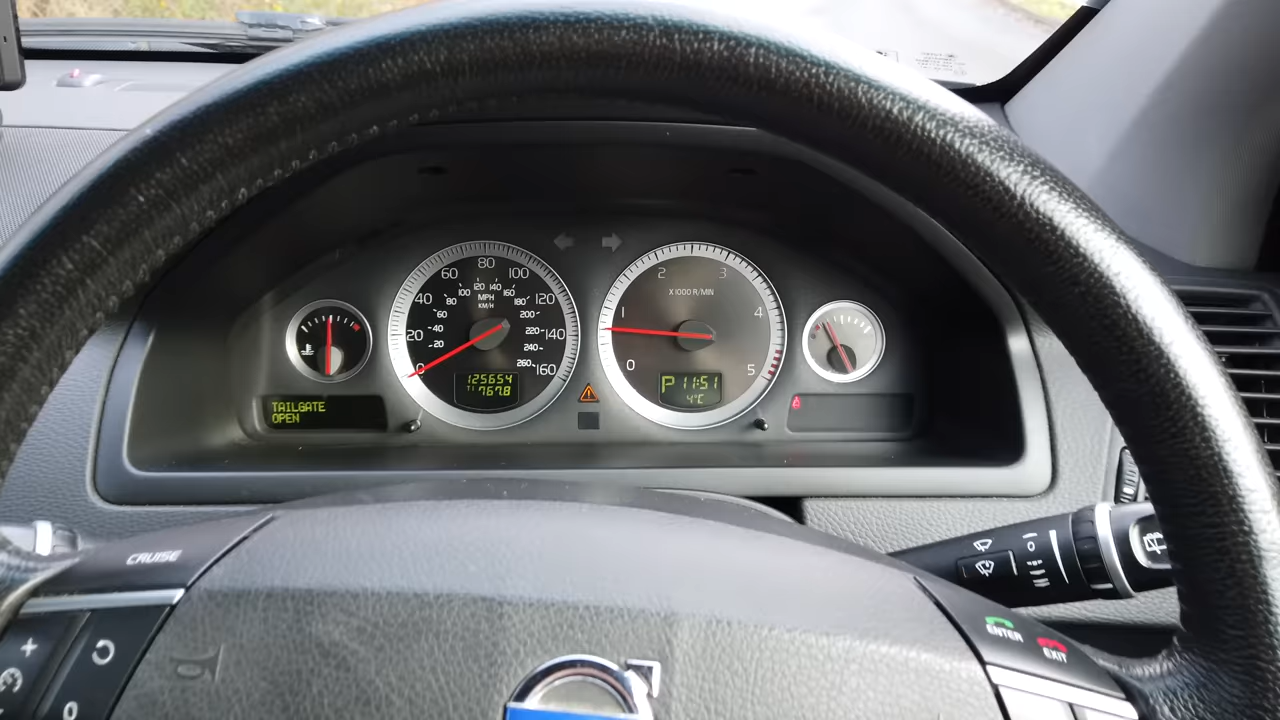 20
40
60
80
100
120
140
160
20
40
60
80
100
120
140
160
180
200
220
240
260
MPH
KM/H
125654
T1 767.8
0
1
2
3
4
5
X1000 R/MIN
P 11:51
4°C
TAILGATE
OPEN
CRUISE
ENTER
EXIT
+
0